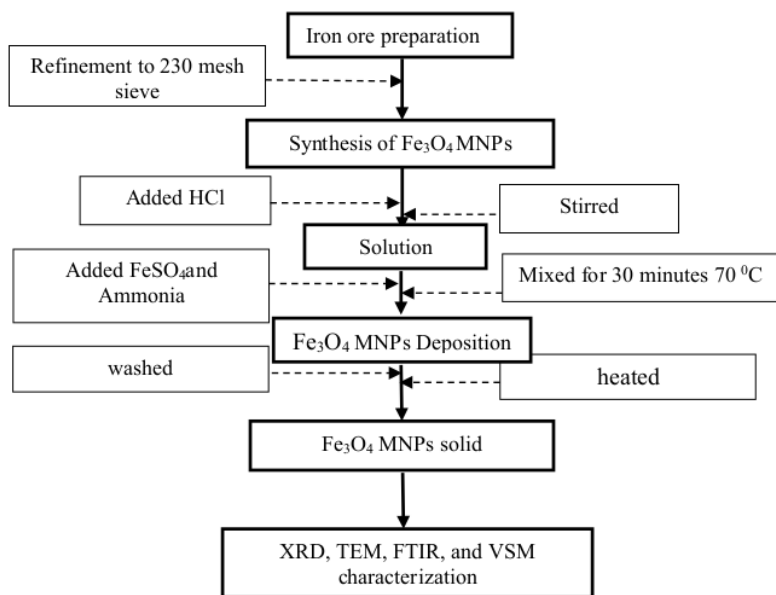 Iron ore preparation
Refinement to 230 mesh
sieve
Synthesis of Fe₃O₄ MNPs
Added HCl
Stirred
Solution
Added FeSO₄and
Ammonia
Mixed for 30 minutes 70 ⁰C
Fe₃O₄ MNPs Deposition
washed
heated
Fe₃O₄ MNPs solid
XRD, TEM, FTIR, and VSM
characterization